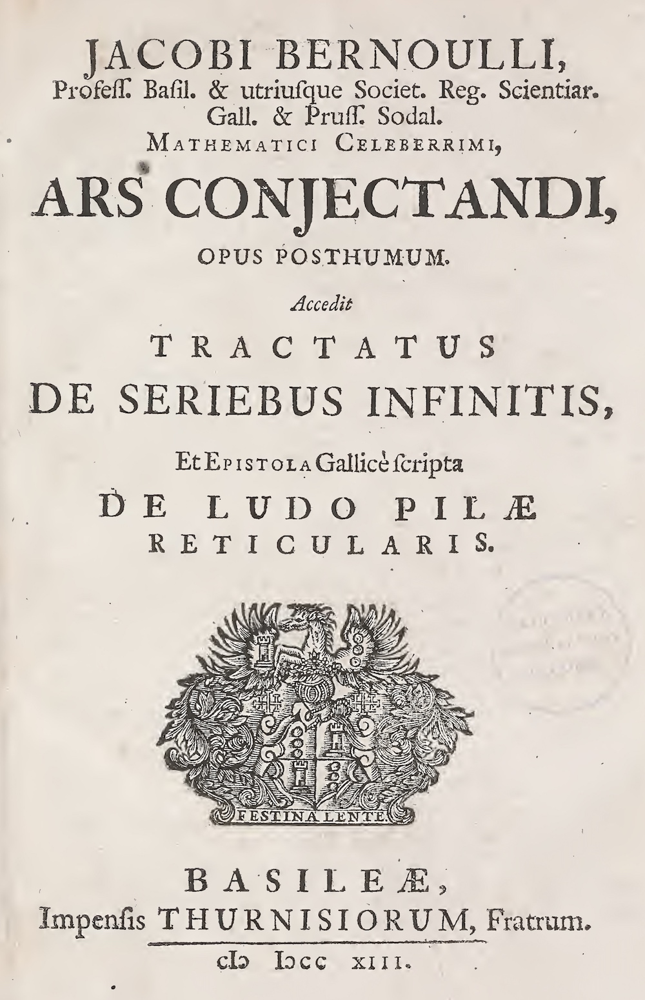 JACOBI BERNOULLI,
Profeſſ. Baſil. & utriuſque Societ. Reg. Scientiar.
Gall. & Pruſſ. Sodal.
MATHEMATICI CELEBERRIMI,
ARS CONJECTANDI,
OPUS POSTHUMUM.
Accedit
TRACTATUS
DE SERIEBUS INFINITIS,
Et EPISTOLA Gallicè ſcripta
DE LUDO PILÆ
RETICULARIS.
FESTINA LENTE.
BASILEÆ,
Impenſis THURNISIORUM, Fratrum.
cIↄ Iↄcc XIII.